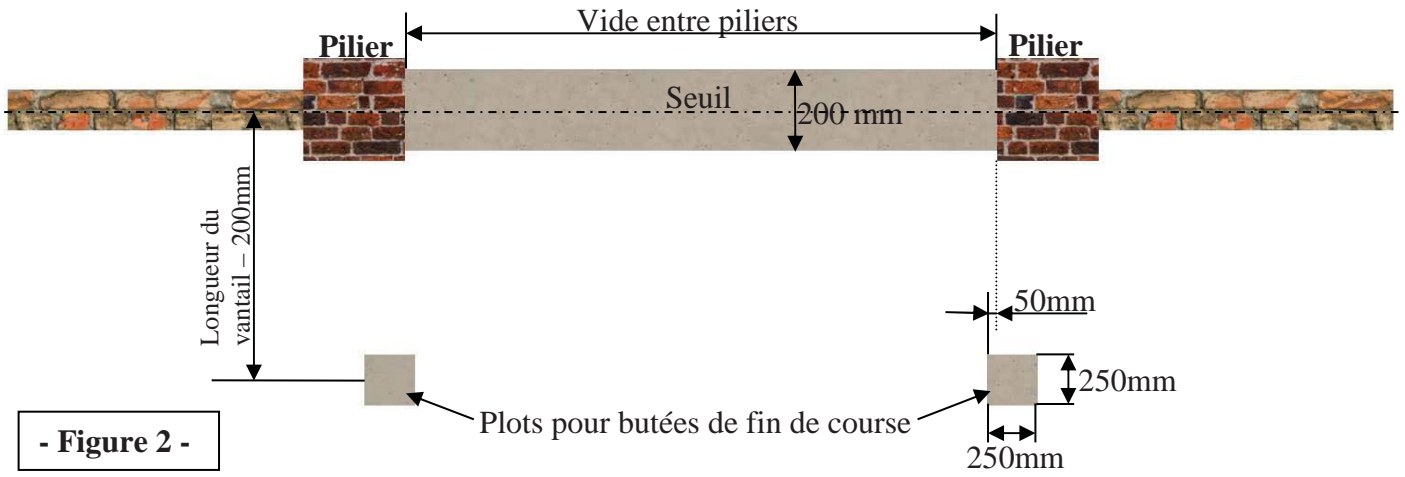 Vide entre piliers
Pilier
Pilier
Seuil
200 mm
Longueur du
vantail – 200mm
50mm
250mm
Plots pour butées de fin de course
250mm
- Figure 2 -